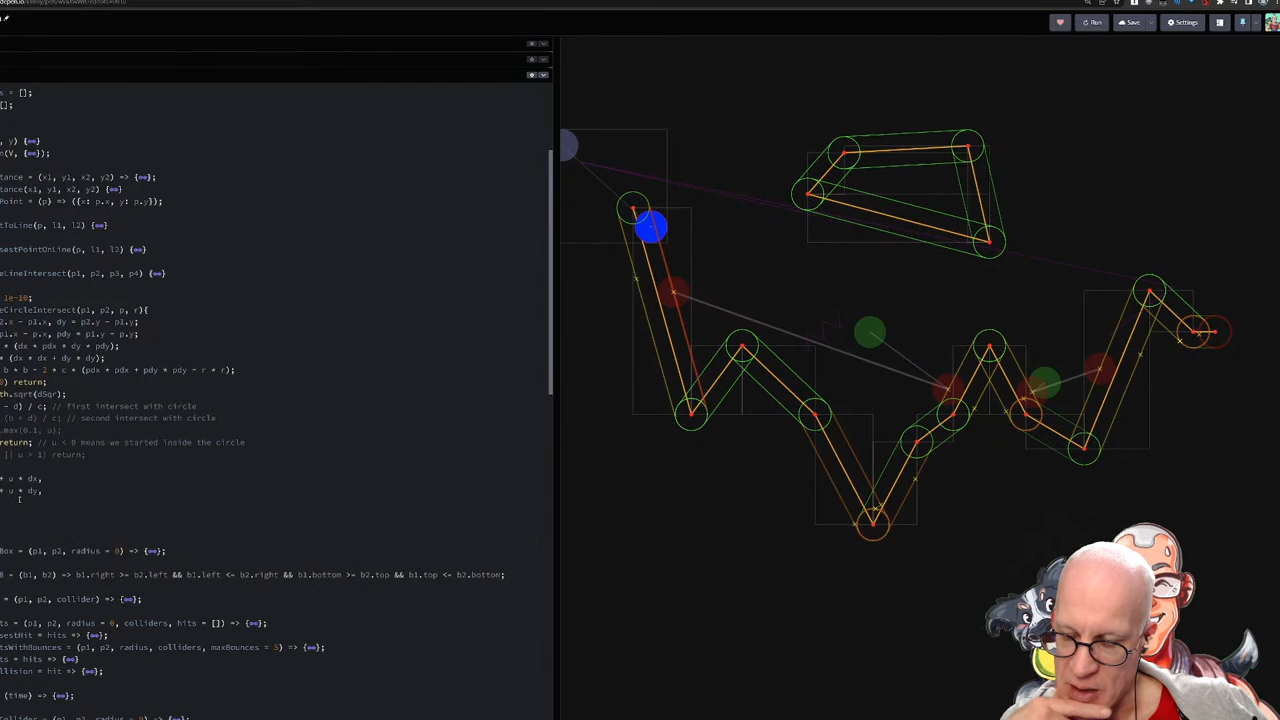 Run
Save
Settings
s = [];
[];
, y) {
n(V, {
});
tance = (x1, y1, x2, y2) => {
};
tance(x1, y1, x2, y2) {
Point = (p) => ({x: p.x, y: p.y});
tToLine(p, l1, l2) {
sestPointOnLine(p, l1, l2) {
eLineIntersect(p1, p2, p3, p4) {
1e-10;
eCircleIntersect(p1, p2, p, r){
2.x - p1.x, dy = p2.y - p1.y;
p1.x - p.x, pdy = p1.y - p.y;
* (dx * pdx + dy * pdy);
* (dx * dx + dy * dy);
b * b - 2 * c * (pdx * pdx + pdy * pdy - r * r);
0) return;
th.sqrt(dSqr);
- d) / c; // first intersect with circle
(b + d) / c; // second intersect with circle
.max(0.1, u);
return; // u < 0 means we started inside the circle
|| u > 1) return;
* u * dx,
* u * dy,
Box = (p1, p2, radius = 0) => {
};
B = (b1, b2) => b1.right >= b2.left && b1.left <= b2.right && b1.bottom >= b2.top && b1.top <= b2.bottom;
= (p1, p2, collider) => {
};
ts = (p1, p2, radius = 0, colliders, hits = []) => {
};
sestHit = hits => {
};
tsWithBounces = (p1, p2, radius, colliders, maxBounces = 5) => {
};
ts = hits => {
llision = hit => {
};
(time) => {
};